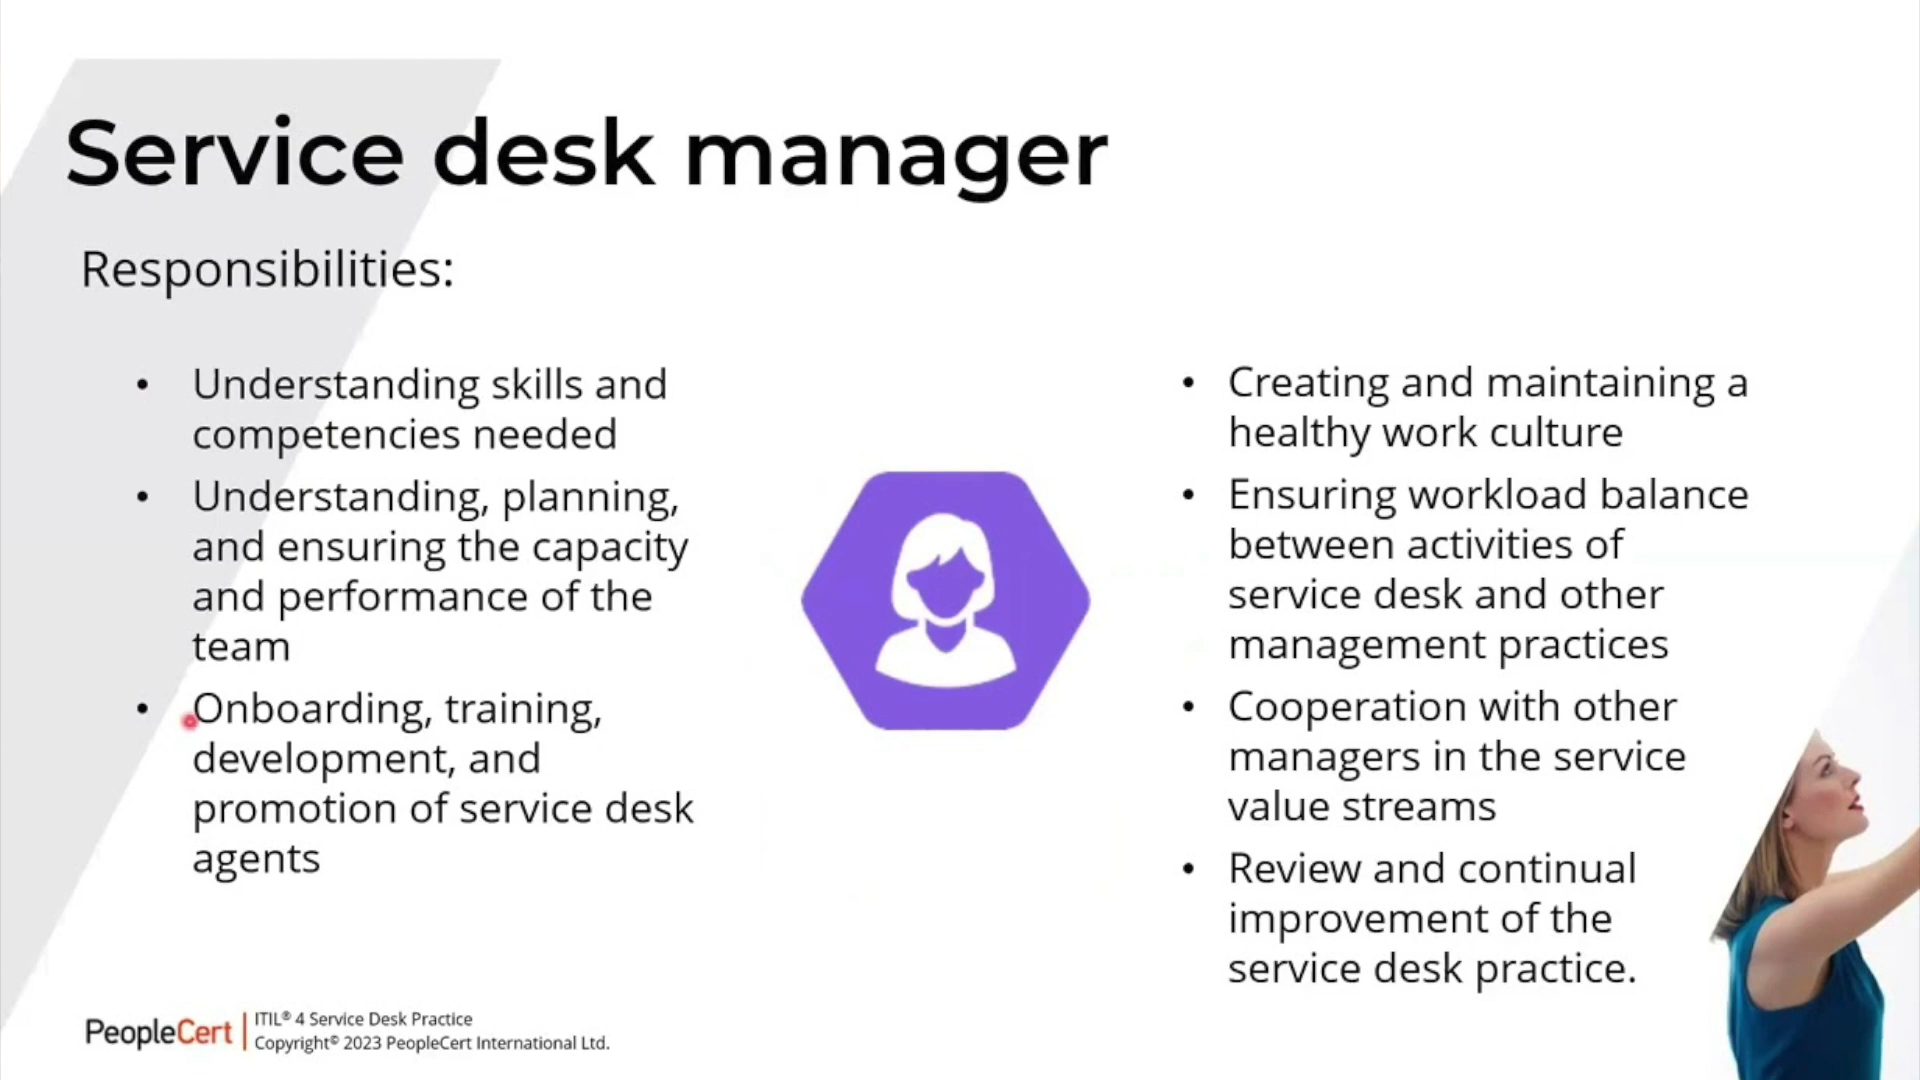 Service desk manager
Responsibilities:
• Understanding skills and
competencies needed
• Understanding, planning,
and ensuring the capacity
and performance of the
team
• Onboarding, training,
development, and
promotion of service desk
agents
• Creating and maintaining a
healthy work culture
• Ensuring workload balance
between activities of
service desk and other
management practices
• Cooperation with other
managers in the service
value streams
• Review and continual
improvement of the
service desk practice.
PeopleCert
ITIL® 4 Service Desk Practice
Copyright© 2023 PeopleCert International Ltd.